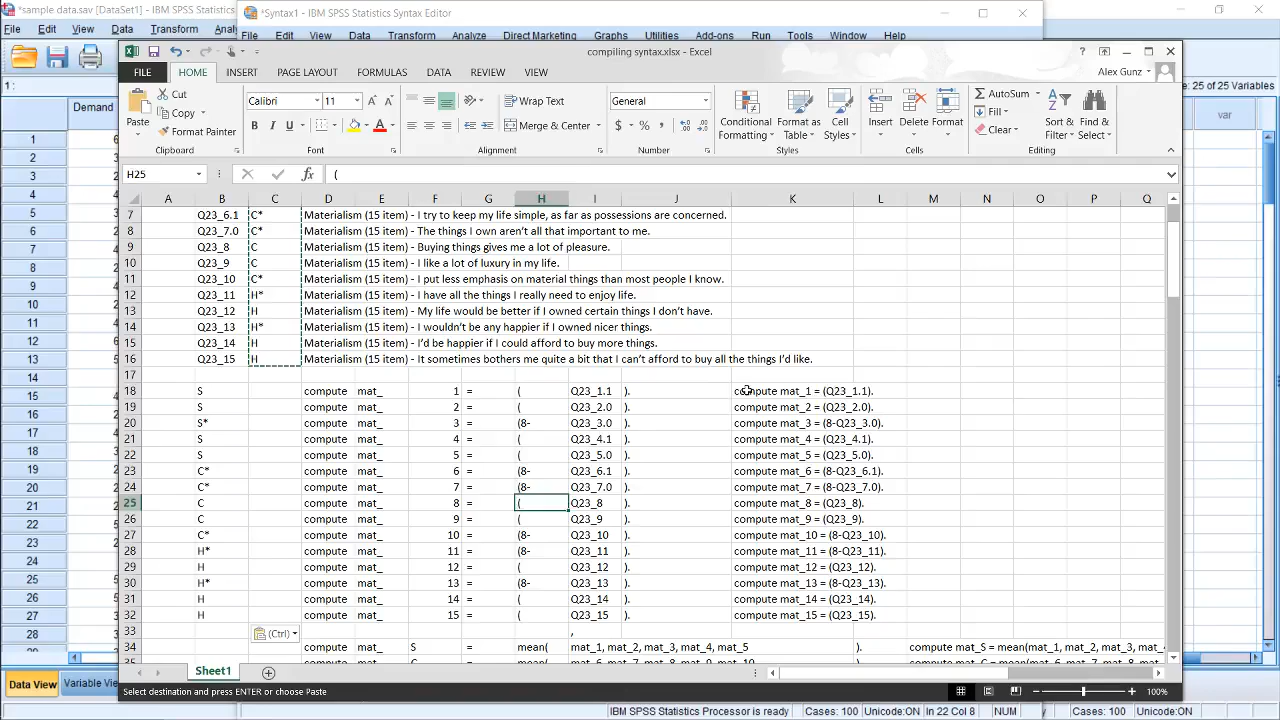 *sample data.sav [DataSet1] - IBM SPSS Statistics
*Syntax1 - IBM SPSS Statistics Syntax Editor
File Edit View Data Transform
File Edit View Data Transform Analyze Direct Marketing Graphs Utilities Add-ons Run Tools Window Help
compiling syntax.xlsx - Excel
FILE HOME INSERT PAGE LAYOUT FORMULAS DATA REVIEW VIEW Alex Gunz
Paste Cut Copy Format Painter
Calibri 11
B I U
Wrap Text
Merge & Center
General
$ % ,
Conditional Formatting Format as Table Cell Styles
Insert Delete Format
AutoSum Fill Clear
Sort & Filter Find & Select
Clipboard Font Alignment Number Styles Cells Editing
1 :
: 25 of 25 Variables
Demand
var
H25 fx (
A B C D E F G H I J K L M N O P Q
7 Q23_6.1 C* Materialism (15 item) - I try to keep my life simple, as far as possessions are concerned.
8 Q23_7.0 C* Materialism (15 item) - The things I own aren't all that important to me.
9 Q23_8 C Materialism (15 item) - Buying things gives me a lot of pleasure.
10 Q23_9 C Materialism (15 item) - I like a lot of luxury in my life.
11 Q23_10 C* Materialism (15 item) - I put less emphasis on material things than most people I know.
12 Q23_11 H* Materialism (15 item) - I have all the things I really need to enjoy life.
13 Q23_12 H Materialism (15 item) - My life would be better if I owned certain things I don't have.
14 Q23_13 H* Materialism (15 item) - I wouldn't be any happier if I owned nicer things.
15 Q23_14 H Materialism (15 item) - I'd be happier if I could afford to buy more things.
16 Q23_15 H Materialism (15 item) - It sometimes bothers me quite a bit that I can't afford to buy all the things I'd like.
17
18 S compute mat_ 1 = ( Q23_1.1 ). compute mat_1 = (Q23_1.1).
19 S compute mat_ 2 = ( Q23_2.0 ). compute mat_2 = (Q23_2.0).
20 S* compute mat_ 3 = (8- Q23_3.0 ). compute mat_3 = (8-Q23_3.0).
21 S compute mat_ 4 = ( Q23_4.1 ). compute mat_4 = (Q23_4.1).
22 S compute mat_ 5 = ( Q23_5.0 ). compute mat_5 = (Q23_5.0).
23 C* compute mat_ 6 = (8- Q23_6.1 ). compute mat_6 = (8-Q23_6.1).
24 C* compute mat_ 7 = (8- Q23_7.0 ). compute mat_7 = (8-Q23_7.0).
25 C compute mat_ 8 = ( Q23_8 ). compute mat_8 = (Q23_8).
26 C compute mat_ 9 = ( Q23_9 ). compute mat_9 = (Q23_9).
27 C* compute mat_ 10 = (8- Q23_10 ). compute mat_10 = (8-Q23_10).
28 H* compute mat_ 11 = (8- Q23_11 ). compute mat_11 = (8-Q23_11).
29 H compute mat_ 12 = ( Q23_12 ). compute mat_12 = (Q23_12).
30 H* compute mat_ 13 = (8- Q23_13 ). compute mat_13 = (8-Q23_13).
31 H compute mat_ 14 = ( Q23_14 ). compute mat_14 = (Q23_14).
32 H compute mat_ 15 = ( Q23_15 ). compute mat_15 = (Q23_15).
33 (Ctrl) ,
34 compute mat_ S = mean( mat_1, mat_2, mat_3, mat_4, mat_5 ). compute mat_S = mean(mat_1, mat_2, mat_3, mat_
Sheet1
Select destination and press ENTER or choose Paste 100%
Data View Variable View
IBM SPSS Statistics Processor is ready Cases: 100 Unicode:ON In 22 Col 8 NUM Cases: 100 Unicode:ON